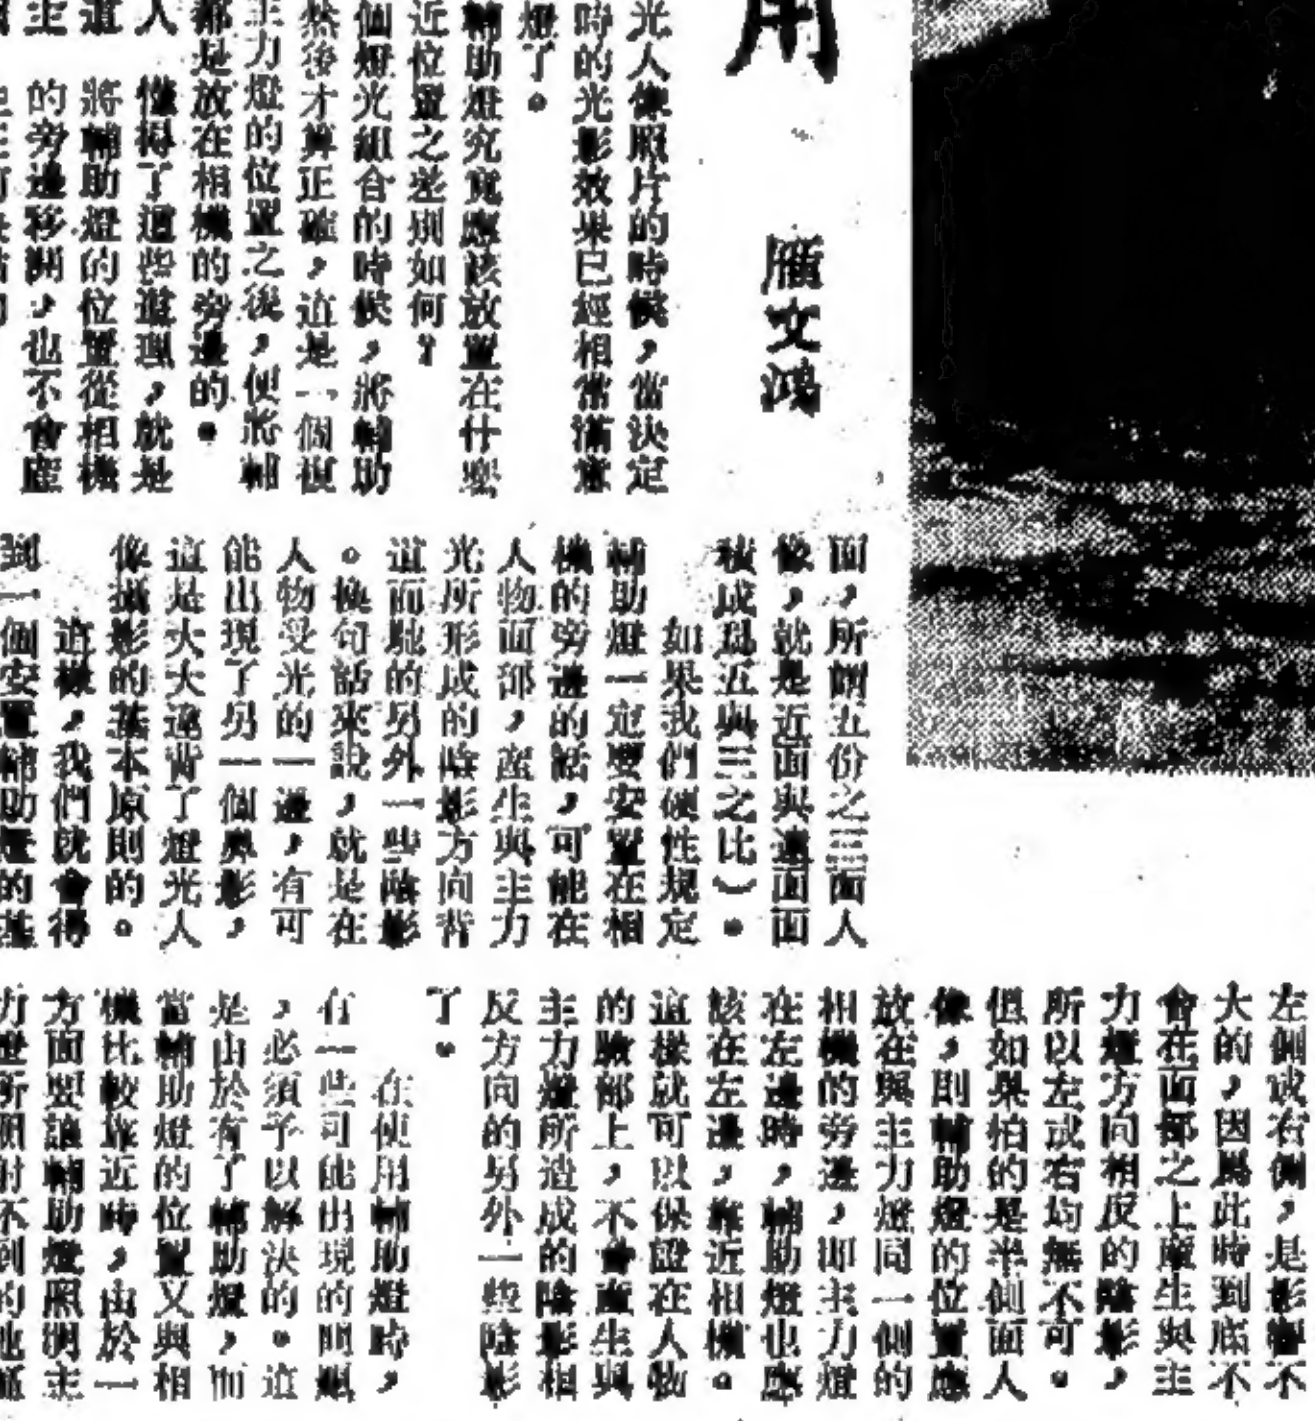 用
雁文鴻
光人像照片的時候，當決定
時的光影效果已經相當滿意
燈了。
輔助燈究竟應該放置在什麼
近位置之差別如何？
個燈光組合的時候，將輔助
然後才算正確，這是一個很
主力燈的位置之後，便將輔
都是放在相機的旁邊的。
人　懂得了這些道理，就是
道　將輔助燈的位置從相機
主　的旁邊移開，也不會產
面，所謂五份之三面人
像，就是近面與遠面面
積成爲五與三之比）。
如果我們硬性規定
輔助燈一定要安置在相
機的旁邊的話，可能在
人物面部，產生與主力
光所形成的陰影方向背
道而馳的另外一些陰影
。換句話來說，就是在
人物受光的一邊，有可
能出現了另一個鼻影，
這是大大違背了燈光人
像攝影的基本原則的。
這樣，我們就會得
到一個安置輔助燈的基
左側或右側，是影響不
大的，因爲此時到底不
會在面部之上產生與主
力燈方向相反的陰影，
所以左或右均無不可。
但如果拍的是半側面人
像，則輔助燈的位置應
放在與主力燈同一側的
相機的旁邊，即主力燈
在左邊時，輔助燈也應
該在左邊，靠近相機。
這樣就可以保證在人物
的臉部上，不會產生與
主力燈所造成的陰影相
反方向的另外一些陰影
了。
在使用輔助燈時，
有一些可能出現的問題
，必須予以解決的。這
是由於有了輔助燈，而
當輔助燈的位置又與相
機比較靠近時，由於一
方面要讓輔助燈照明主
力燈所照射不到的地